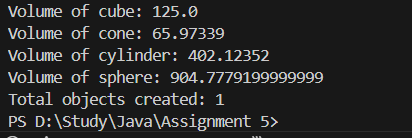 Volume of cube: 125.0
Volume of cone: 65.97339
Volume of cylinder: 402.12352
Volume of sphere: 904.7779199999999
Total objects created: 1
PS D:\Study\Java\Assignment 5>